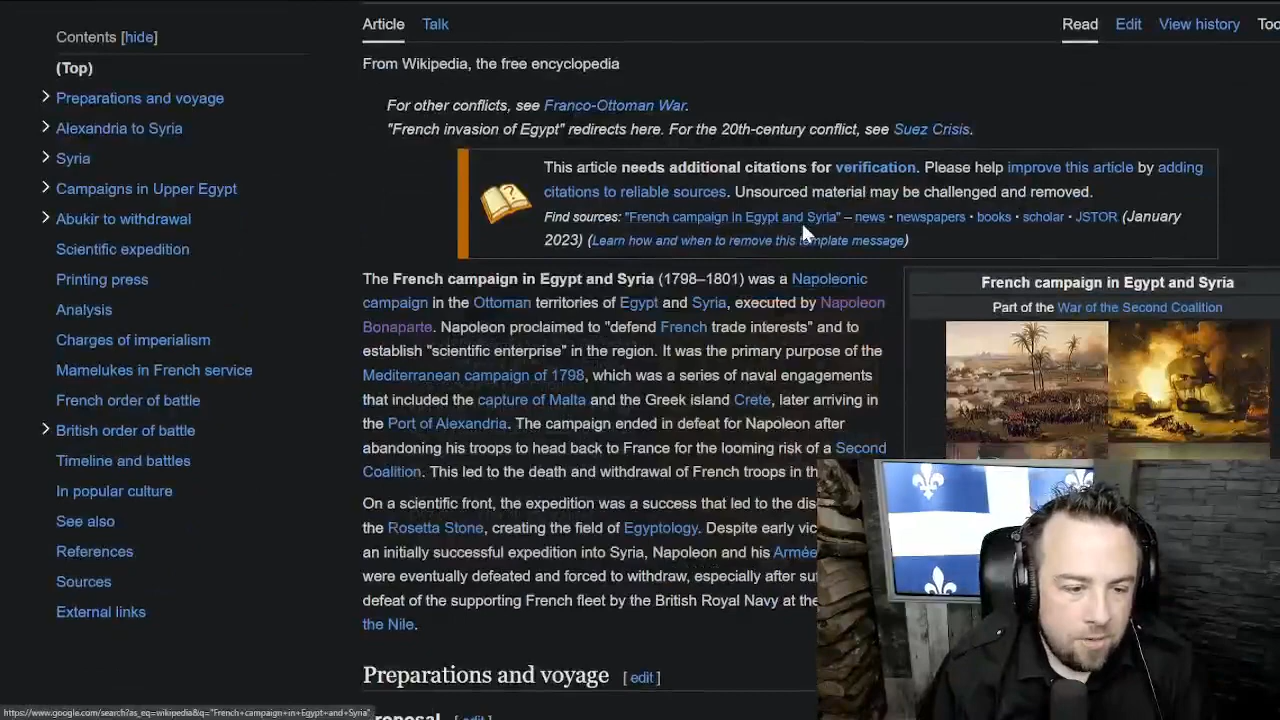 Contents [hide]
(Top)
Preparations and voyage
Alexandria to Syria
Syria
Campaigns in Upper Egypt
Abukir to withdrawal
Scientific expedition
Printing press
Analysis
Charges of imperialism
Mamelukes in French service
French order of battle
British order of battle
Timeline and battles
In popular culture
See also
References
Sources
External links
Article Talk Read Edit View history Too
From Wikipedia, the free encyclopedia
For other conflicts, see Franco-Ottoman War.
"French invasion of Egypt" redirects here. For the 20th-century conflict, see Suez Crisis.
This article needs additional citations for verification. Please help improve this article by adding
citations to reliable sources. Unsourced material may be challenged and removed.
Find sources: "French campaign in Egypt and Syria" – news · newspapers · books · scholar · JSTOR (January
2023) (Learn how and when to remove this template message)
The French campaign in Egypt and Syria (1798–1801) was a Napoleonic
campaign in the Ottoman territories of Egypt and Syria, executed by Napoleon
Bonaparte. Napoleon proclaimed to "defend French trade interests" and to
establish "scientific enterprise" in the region. It was the primary purpose of the
Mediterranean campaign of 1798, which was a series of naval engagements
that included the capture of Malta and the Greek island Crete, later arriving in
the Port of Alexandria. The campaign ended in defeat for Napoleon after
abandoning his troops to head back to France for the looming risk of a Second
Coalition. This led to the death and withdrawal of French troops in th
On a scientific front, the expedition was a success that led to the dis
the Rosetta Stone, creating the field of Egyptology. Despite early vic
an initially successful expedition into Syria, Napoleon and his Armée
were eventually defeated and forced to withdraw, especially after su
defeat of the supporting French fleet by the British Royal Navy at the
the Nile.
French campaign in Egypt and Syria
Part of the War of the Second Coalition
Preparations and voyage [ edit ]
Proposal [ edit ]
https://www.google.com/search?as_eq=wikipedia&q="French+campaign+in+Egypt+and+Syria"